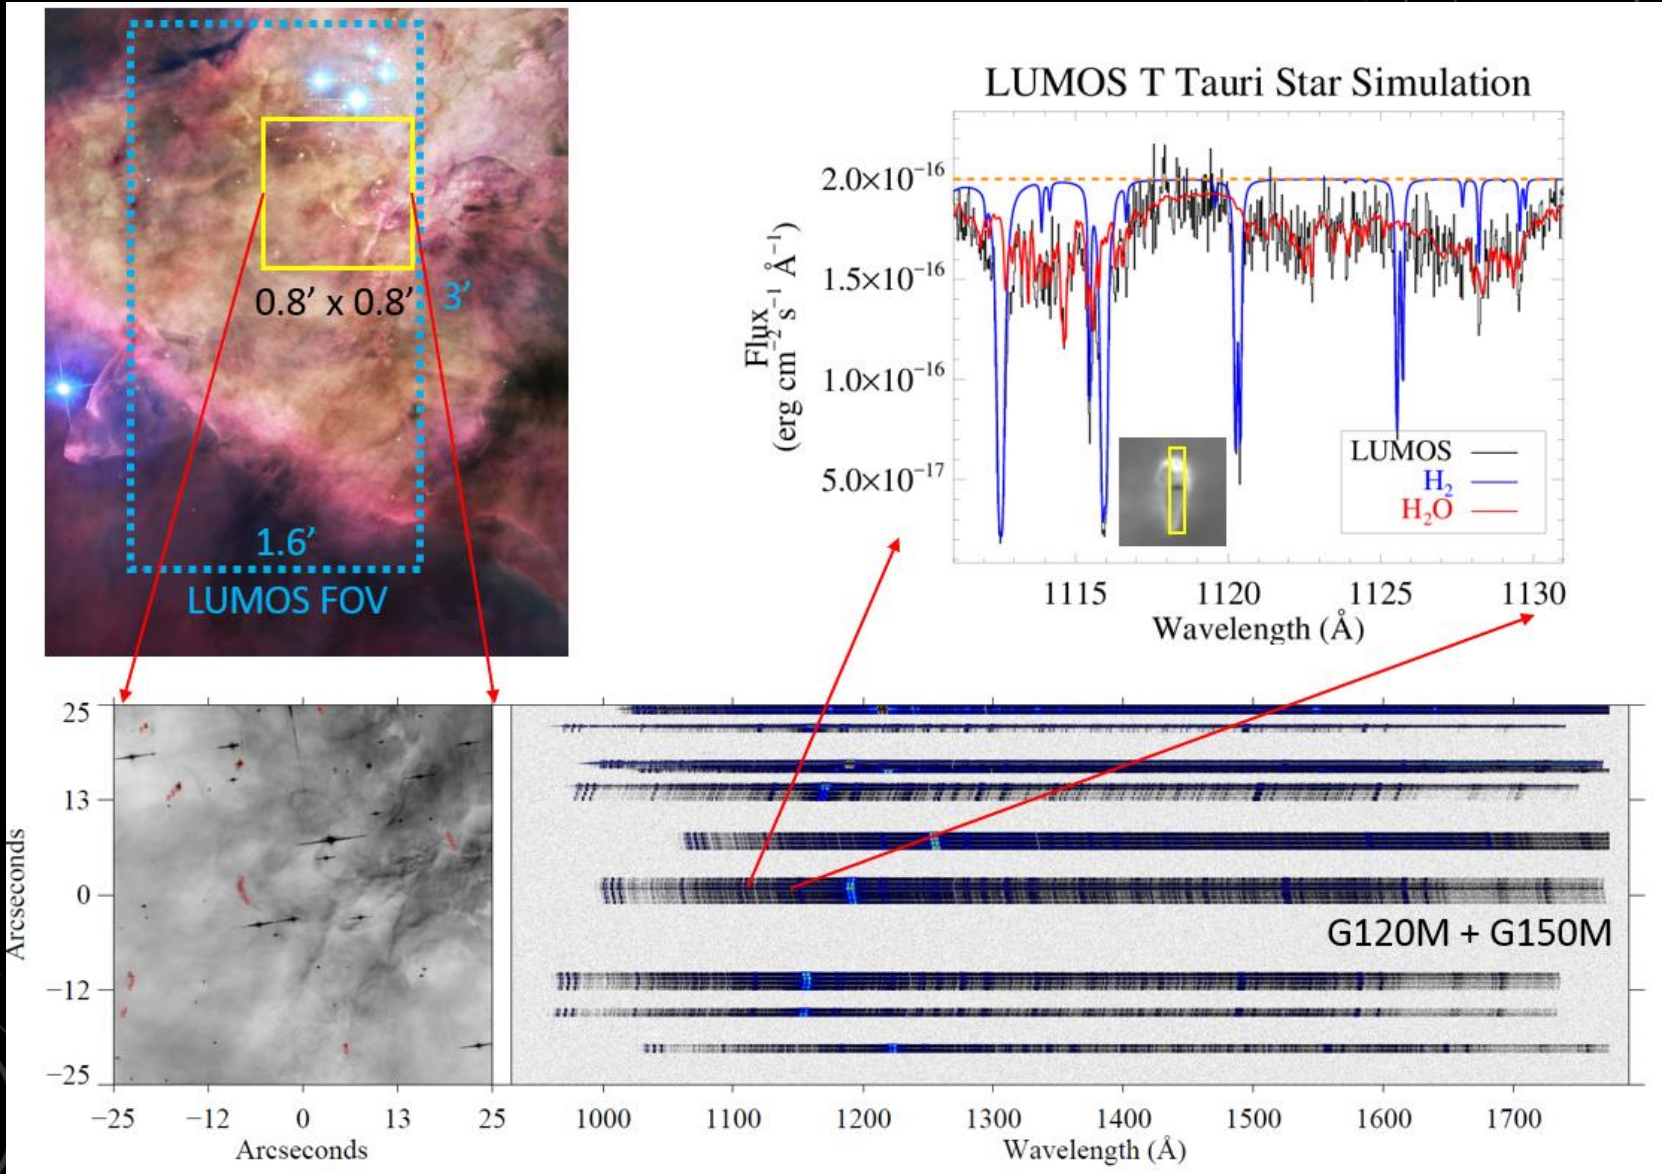 0.8’ x 0.8’
3’
1.6’
LUMOS FOV
LUMOS T Tauri Star Simulation
2.0×10⁻¹⁶
1.5×10⁻¹⁶
1.0×10⁻¹⁶
5.0×10⁻¹⁷
Flux
(erg cm⁻² s⁻¹ Å⁻¹)
LUMOS
H₂
H₂O
1115 1120 1125 1130
Wavelength (Å)
25
13
0
−12
−25
Arcseconds
−25 −12 0 13 25
Arcseconds
G120M + G150M
1000 1100 1200 1300 1400 1500 1600 1700
Wavelength (Å)